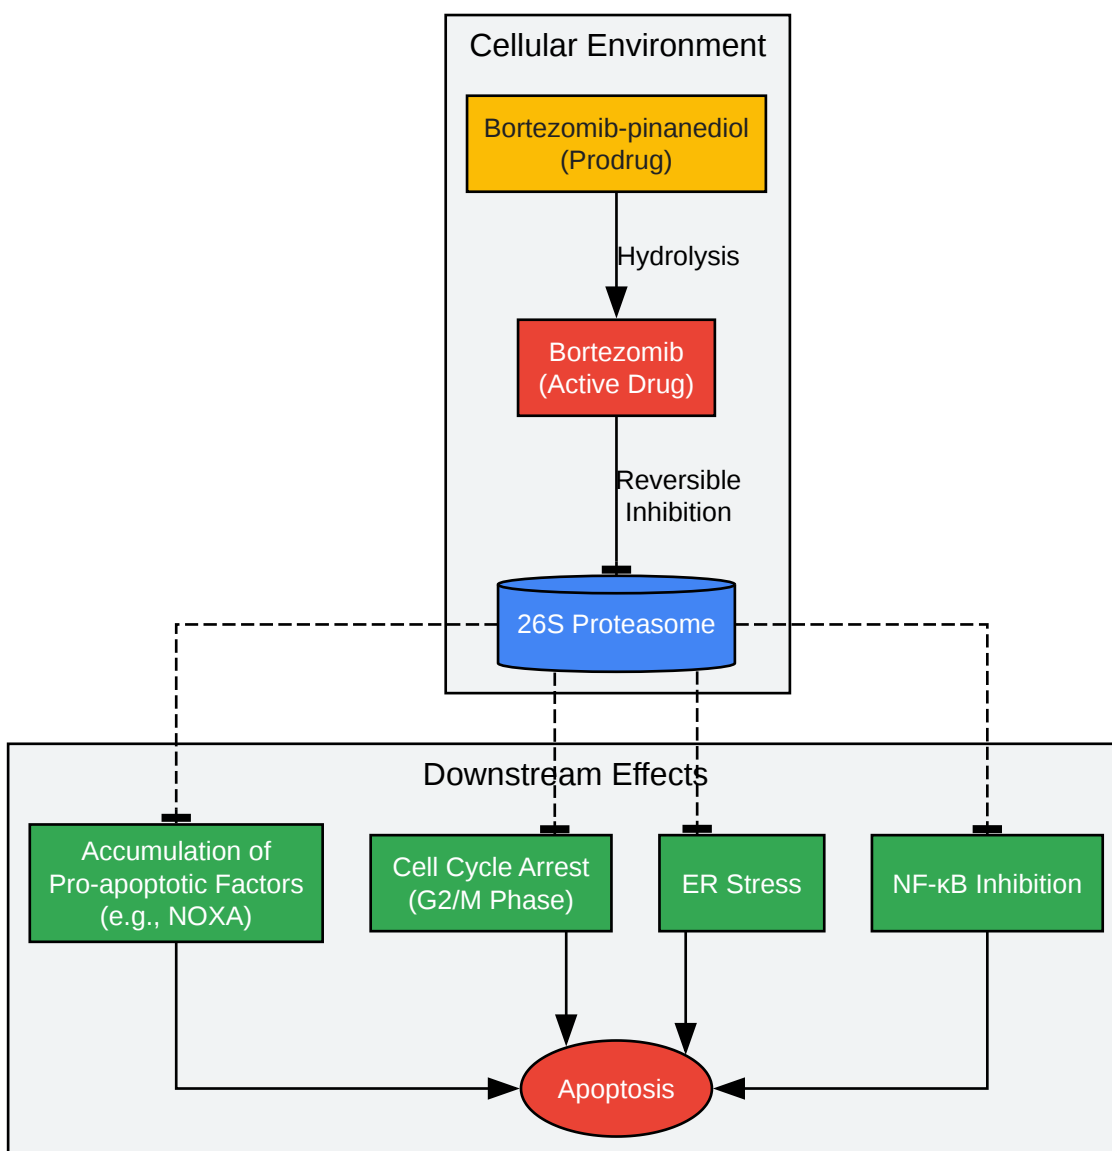 Cellular Environment
Bortezomib-pinanediol
(Prodrug)
Hydrolysis
Bortezomib
(Active Drug)
Reversible
Inhibition
26S Proteasome
Downstream Effects
Accumulation of
Pro-apoptotic Factors
(e.g., NOXA)
Cell Cycle Arrest
(G2/M Phase)
ER Stress
NF-κB Inhibition
Apoptosis